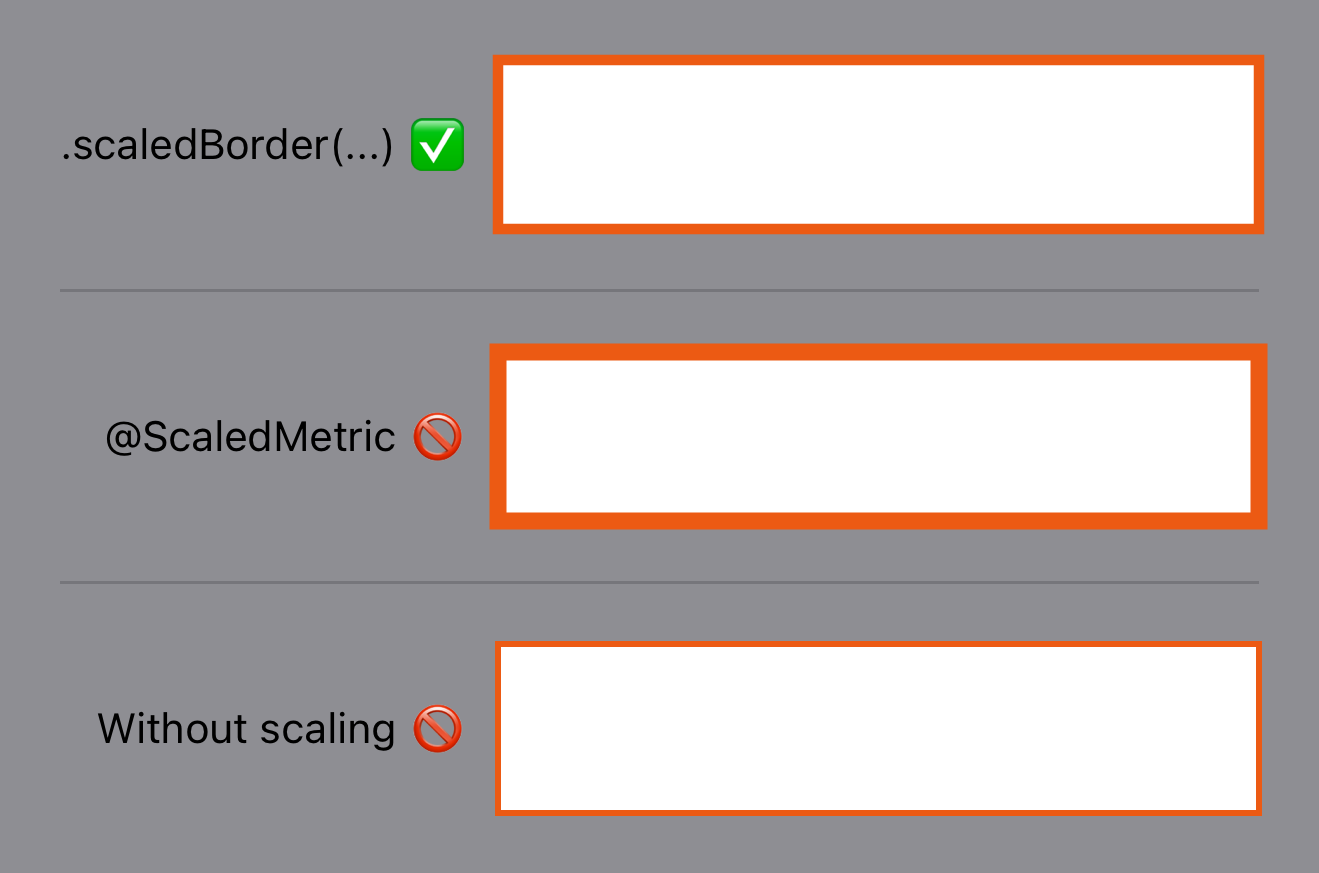 .scaledBorder(...) ✅
@ScaledMetric 🚫
Without scaling 🚫